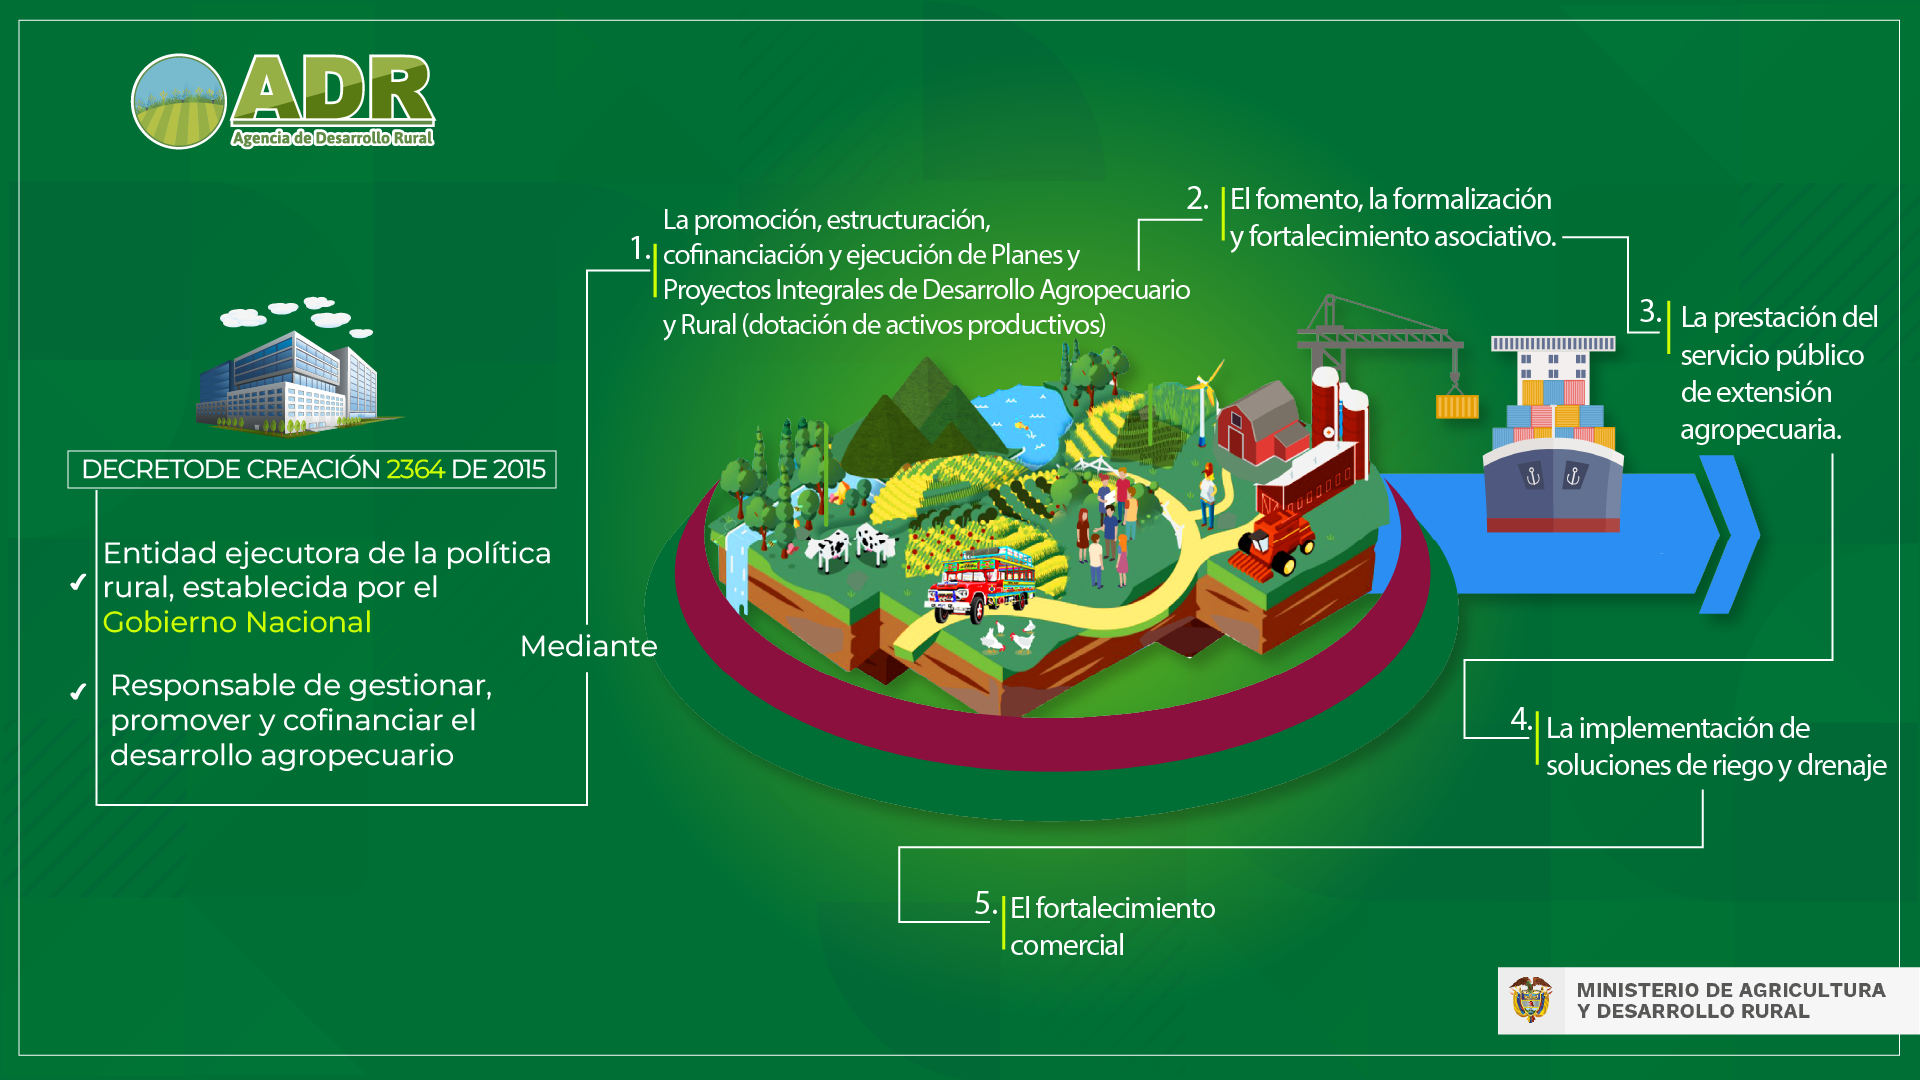 ADR
Agencia de Desarrollo Rural
DECRETODE CREACIÓN 2364 DE 2015
✓ Entidad ejecutora de la política
rural, establecida por el
Gobierno Nacional
✓ Responsable de gestionar,
promover y cofinanciar el
desarrollo agropecuario
Mediante
1. La promoción, estructuración,
cofinanciación y ejecución de Planes y
Proyectos Integrales de Desarrollo Agropecuario
y Rural (dotación de activos productivos)
2. El fomento, la formalización
y fortalecimiento asociativo.
3. La prestación del
servicio público
de extensión
agropecuaria.
4. La implementación de
soluciones de riego y drenaje
5. El fortalecimiento
comercial
MINISTERIO DE AGRICULTURA
Y DESARROLLO RURAL